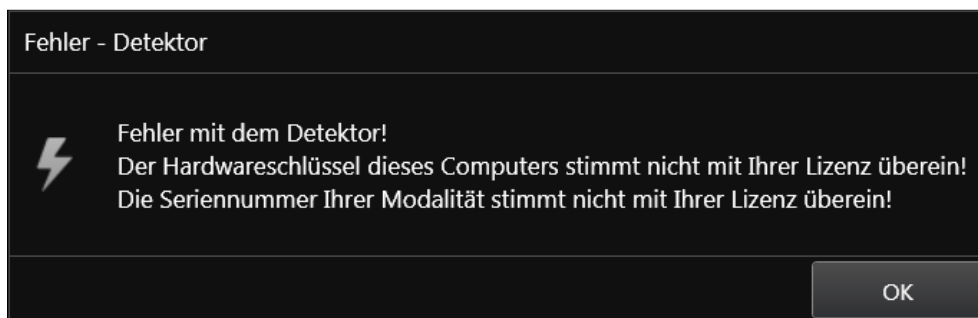 Fehler - Detektor
Fehler mit dem Detektor!
Der Hardwareschlüssel dieses Computers stimmt nicht mit Ihrer Lizenz überein!
Die Seriennummer Ihrer Modalität stimmt nicht mit Ihrer Lizenz überein!
OK